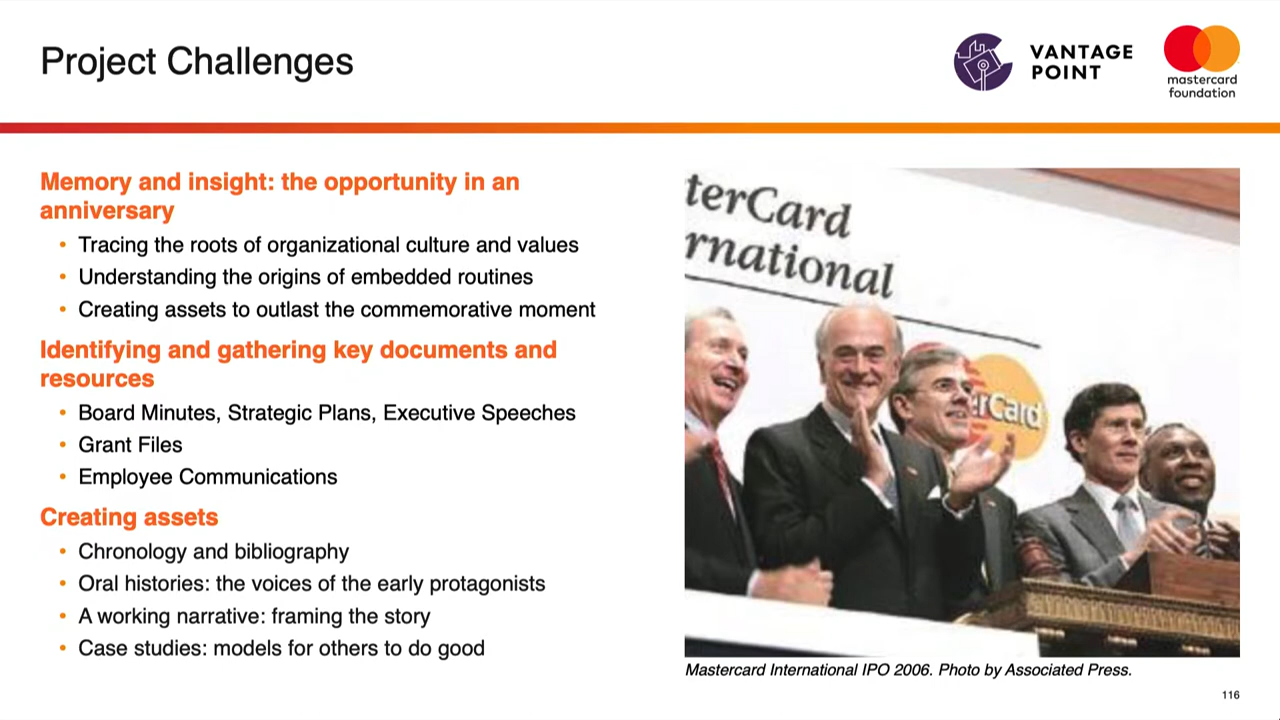 Project Challenges
VANTAGE
POINT
mastercard
foundation
Memory and insight: the opportunity in an
anniversary
• Tracing the roots of organizational culture and values
• Understanding the origins of embedded routines
• Creating assets to outlast the commemorative moment
Identifying and gathering key documents and
resources
• Board Minutes, Strategic Plans, Executive Speeches
• Grant Files
• Employee Communications
Creating assets
• Chronology and bibliography
• Oral histories: the voices of the early protagonists
• A working narrative: framing the story
• Case studies: models for others to do good
terCard
rnational
erCard
Mastercard International IPO 2006. Photo by Associated Press.
116